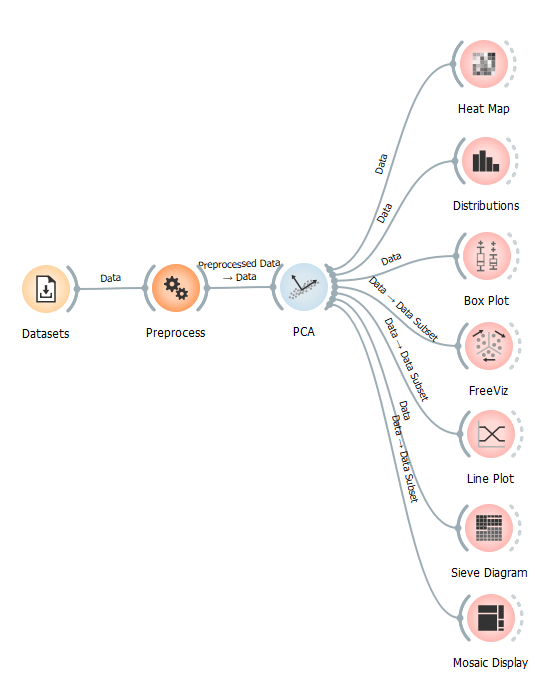 Heat Map
Data
Distributions
Data
Box Plot
Data
Datasets
Data
Preprocess
Preprocessed Data
→ Data
PCA
Data → Data Subset
FreeViz
Data → Data Subset
Line Plot
Data
Sieve Diagram
Data → Data Subset
Mosaic Display